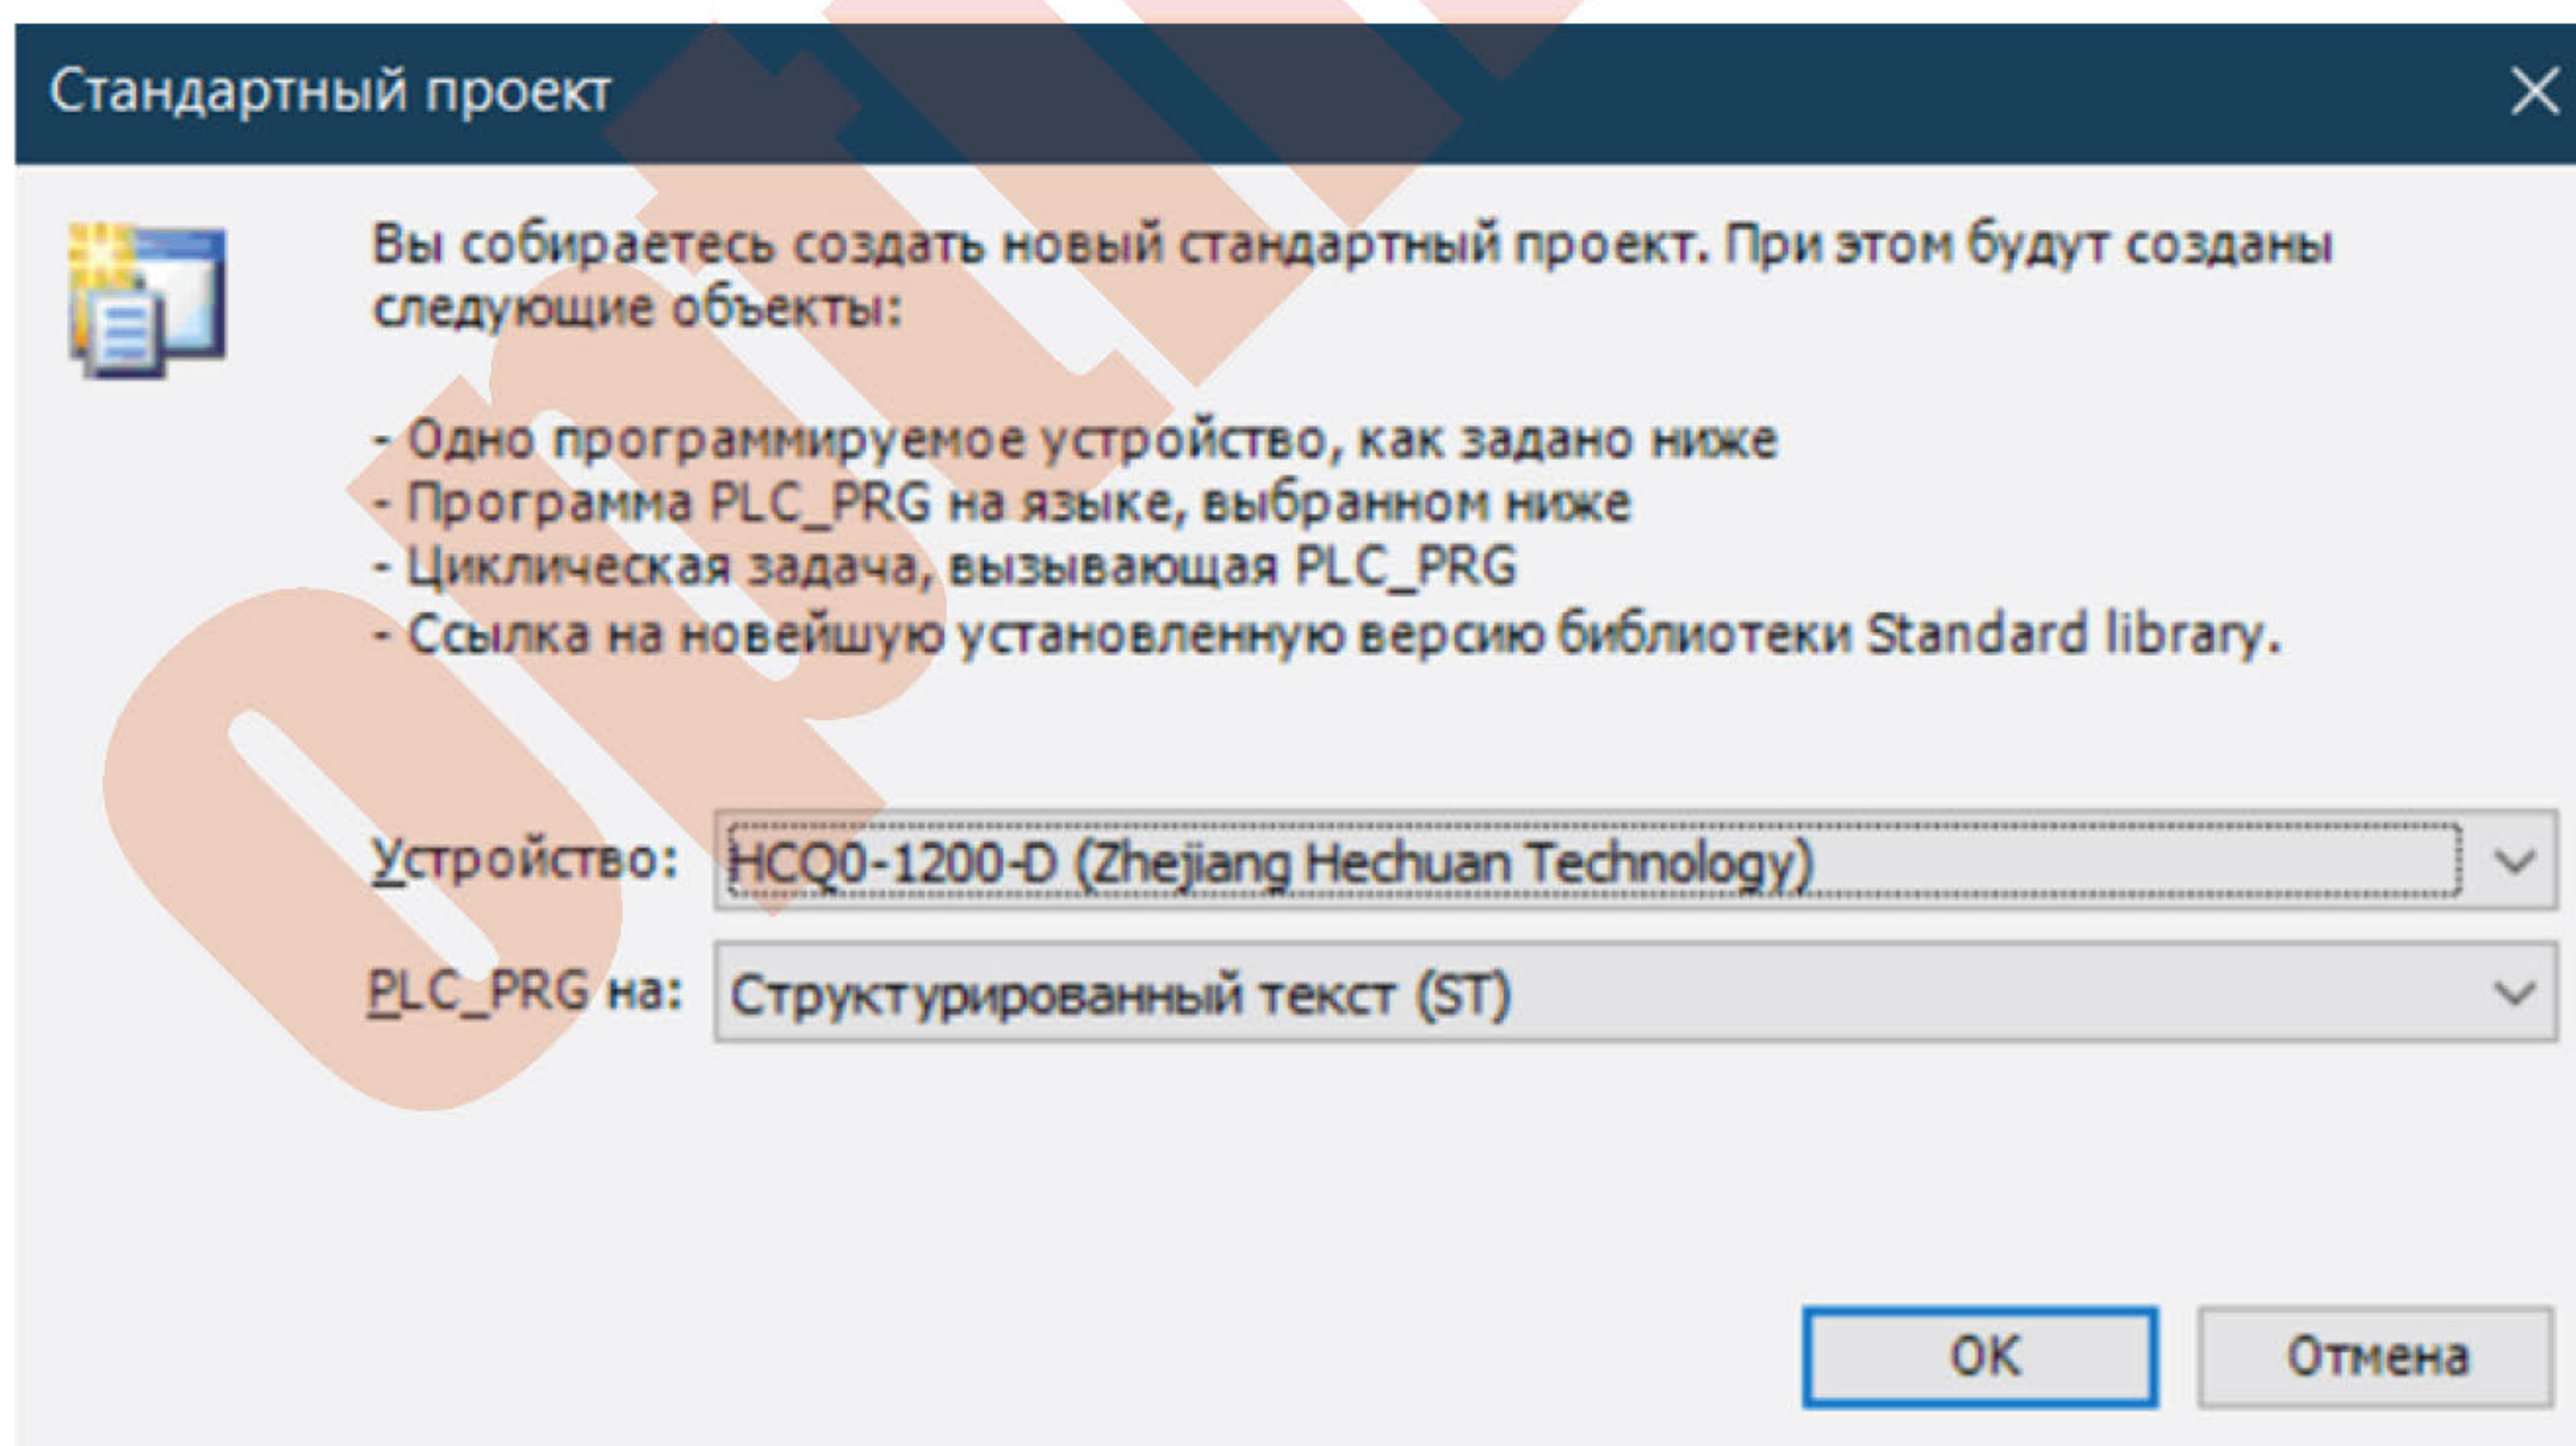 Стандартный проект
Вы собираетесь создать новый стандартный проект. При этом будут созданы
следующие объекты:
- Одно программируемое устройство, как задано ниже
- Программа PLC_PRG на языке, выбранном ниже
- Циклическая задача, вызывающая PLC_PRG
- Ссылка на новейшую установленную версию библиотеки Standard library.
Устройство: HCQ0-1200-D (Zhejiang Hechuan Technology)
PLC_PRG на: Структурированный текст (ST)
ОК Отмена